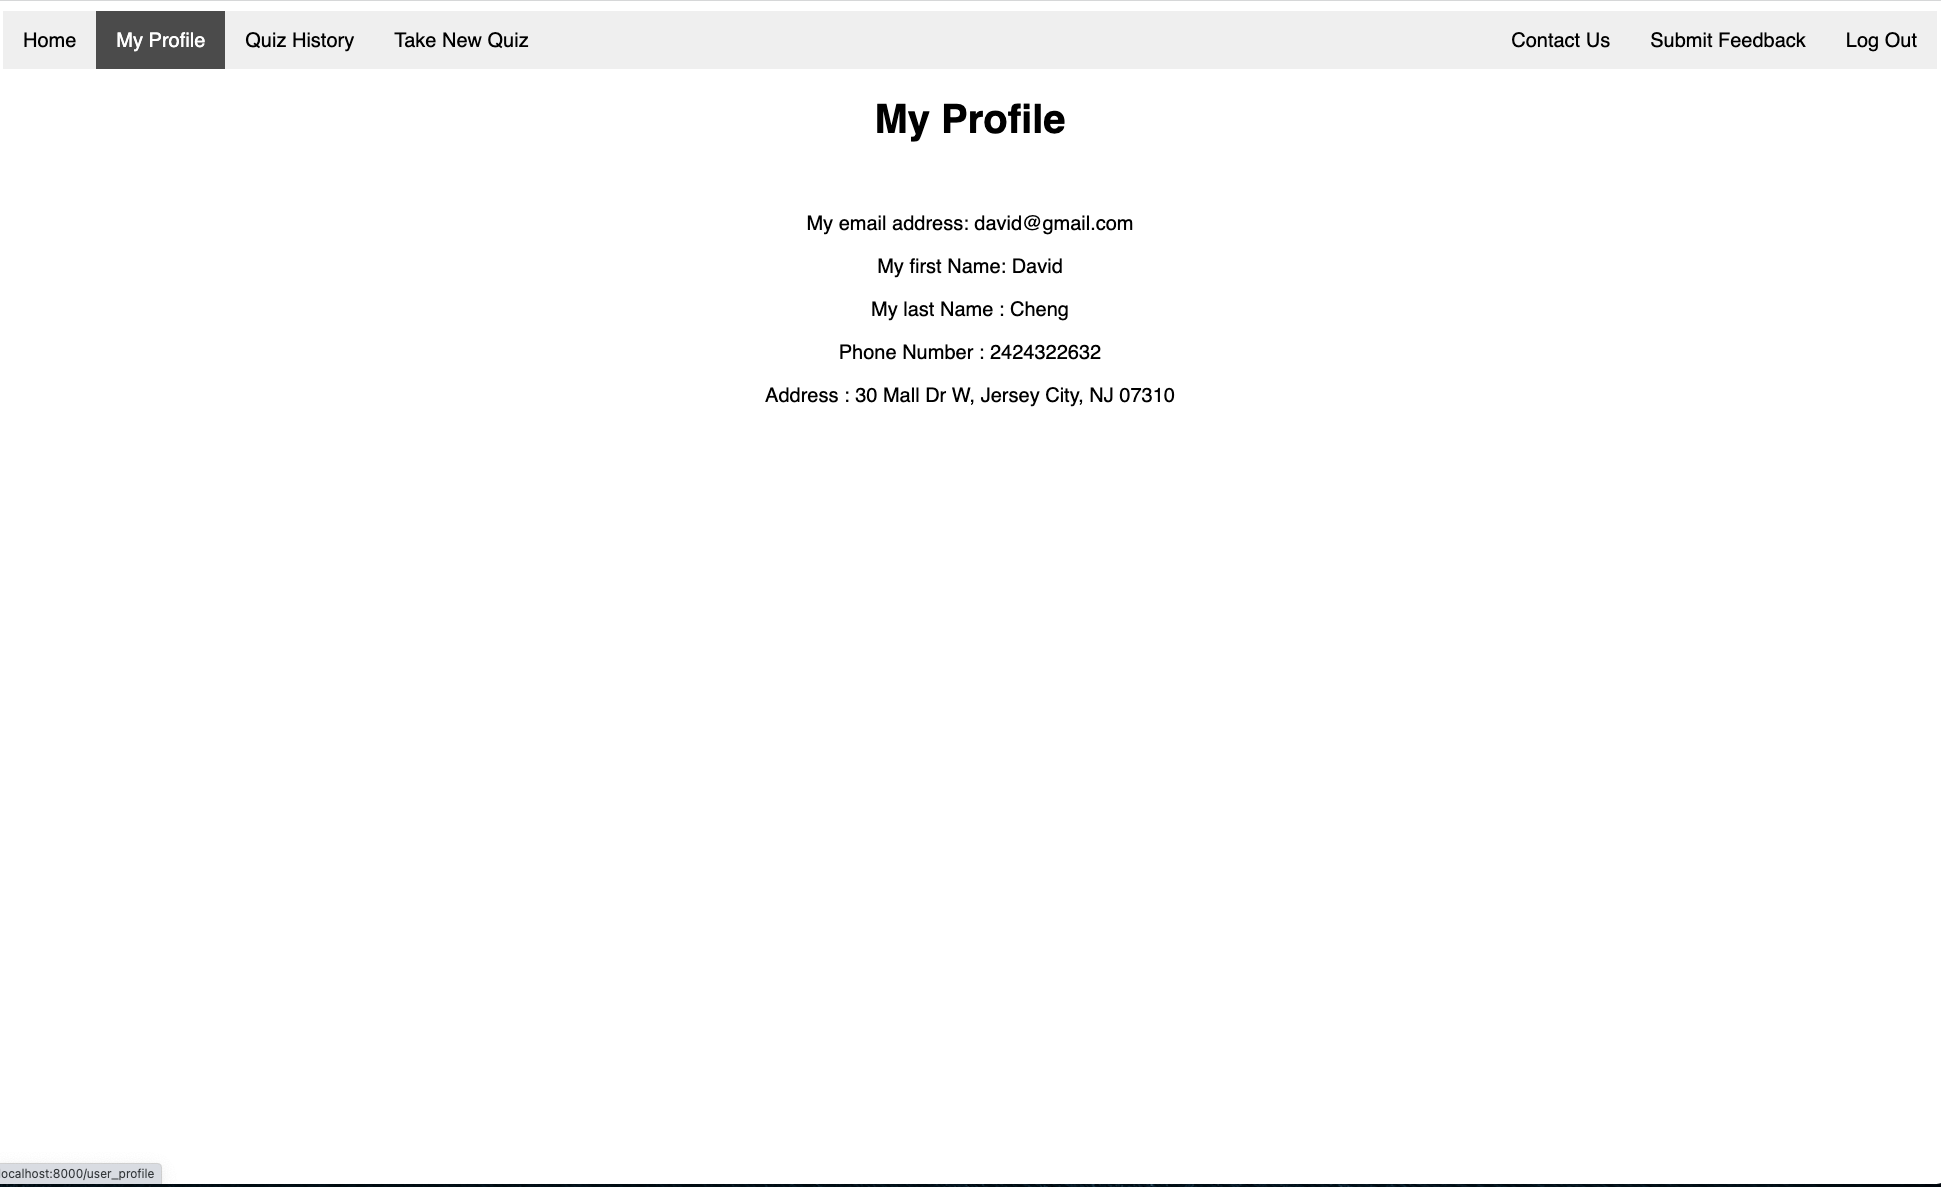 Home My Profile Quiz History Take New Quiz Contact Us Submit Feedback Log Out
My Profile
My email address: david@gmail.com
My first Name: David
My last Name : Cheng
Phone Number : 2424322632
Address : 30 Mall Dr W, Jersey City, NJ 07310
ocalhost:8000/user_profile